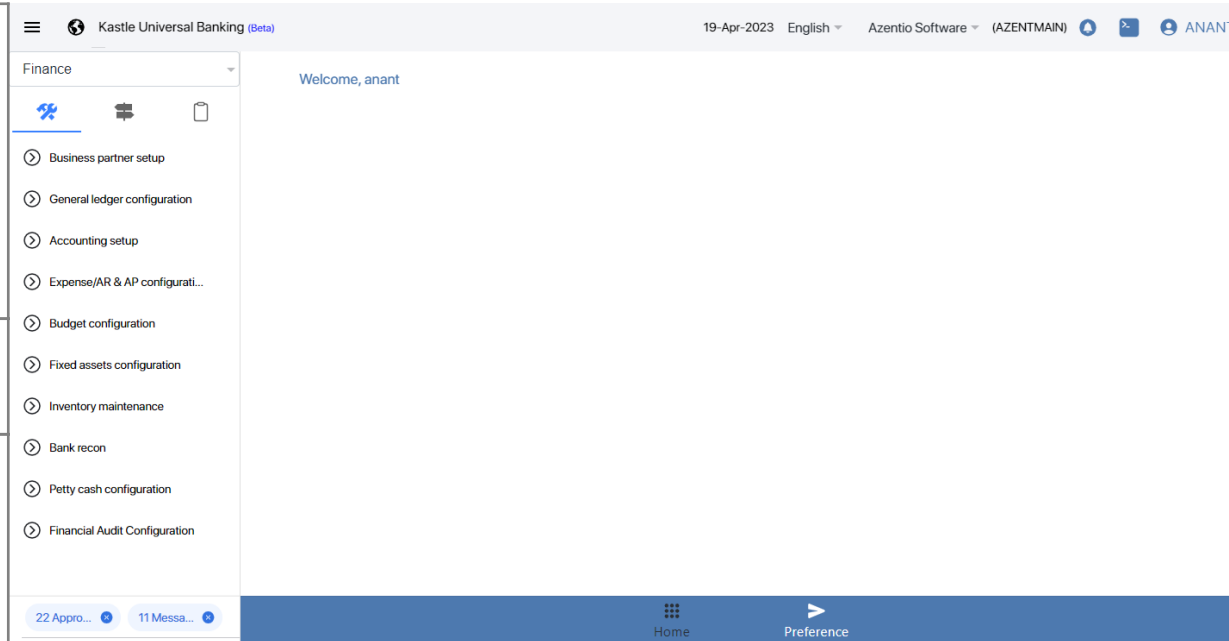 Kastle Universal Banking (Beta)
19-Apr-2023 English Azentio Software (AZENTMAIN) ANANT
Finance
Welcome, anant
Business partner setup
General ledger configuration
Accounting setup
Expense/AR & AP configurati...
Budget configuration
Fixed assets configuration
Inventory maintenance
Bank recon
Petty cash configuration
Financial Audit Configuration
22 Appro... 11 Messa...
Home Preference